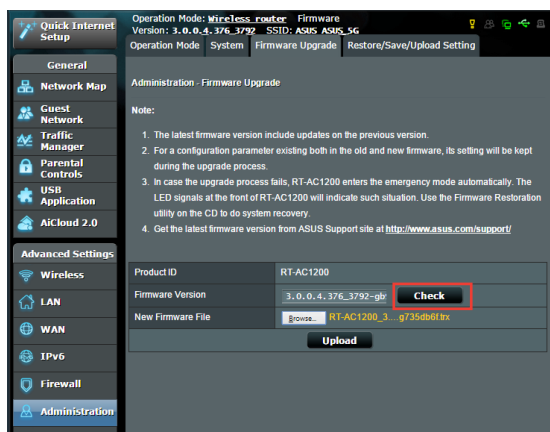 Quick Internet
Setup
Operation Mode: Wireless router Firmware
Version: 3.0.0.4.376_3792 SSID: ASUS ASUS_5G
Operation Mode System Firmware Upgrade Restore/Save/Upload Setting
General
Network Map
Guest
Network
Traffic
Manager
Parental
Controls
USB
Application
AiCloud 2.0
Advanced Settings
Wireless
LAN
WAN
IPv6
Firewall
Administration
Administration - Firmware Upgrade
Note:
1. The latest firmware version include updates on the previous version.
2. For a configuration parameter existing both in the old and new firmware, its setting will be kept
during the upgrade process.
3. In case the upgrade process fails, RT-AC1200 enters the emergency mode automatically. The
LED signals at the front of RT-AC1200 will indicate such situation. Use the Firmware Restoration
utility on the CD to do system recovery.
4. Get the latest firmware version from ASUS Support site at http://www.asus.com/support/
Product ID RT-AC1200
Firmware Version 3.0.0.4.376_3792-gb Check
New Firmware File Browse... RT-AC1200_3....g735db6f.trx
Upload